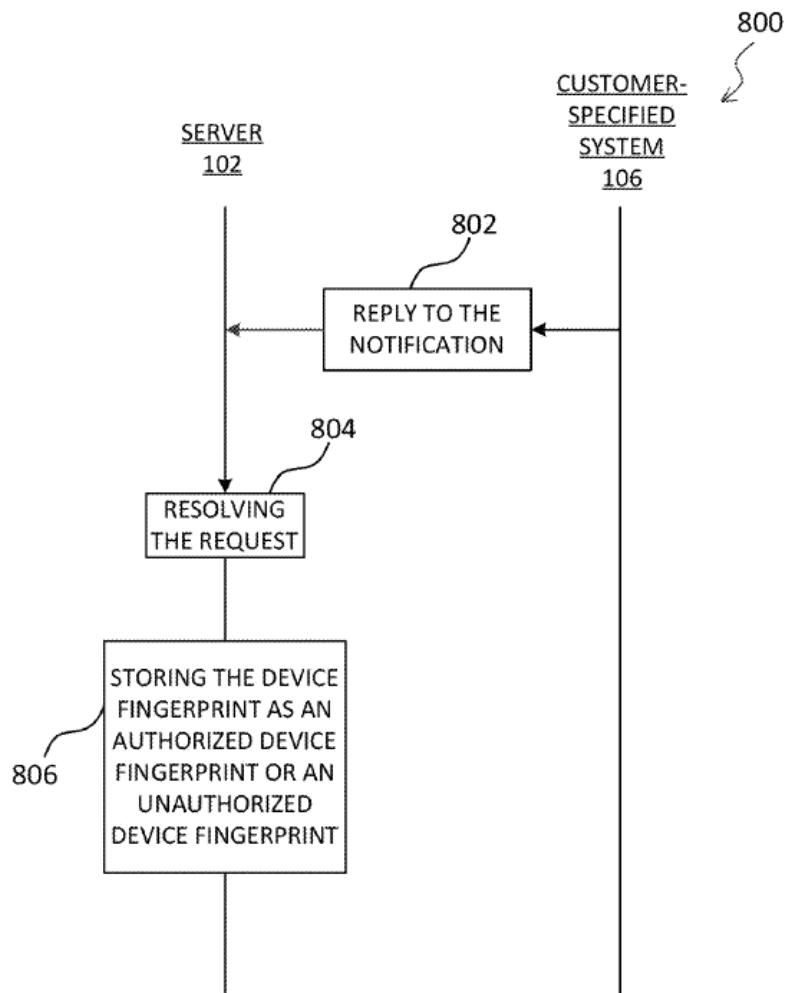 800
CUSTOMER-
SPECIFIED
SYSTEM
106
SERVER
102
802
REPLY TO THE
NOTIFICATION
804
RESOLVING
THE REQUEST
STORING THE DEVICE
FINGERPRINT AS AN
AUTHORIZED DEVICE
FINGERPRINT OR AN
UNAUTHORIZED
DEVICE FINGERPRINT
806